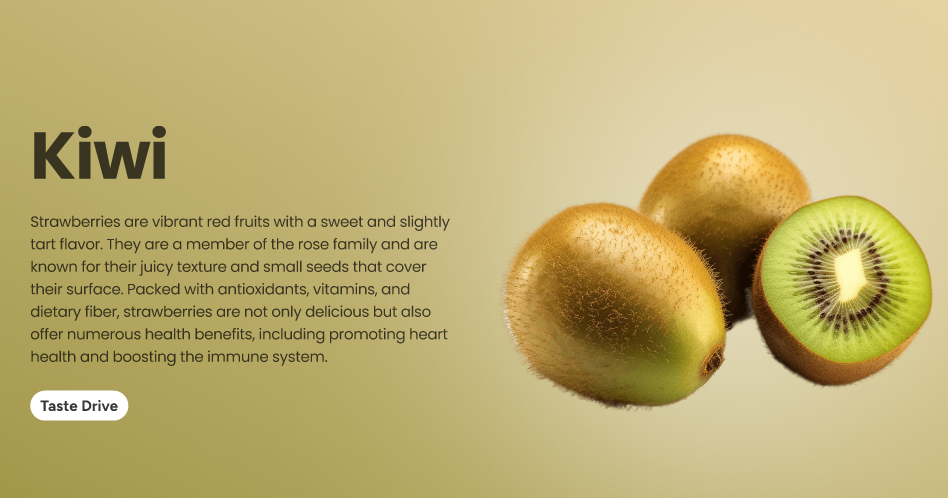 Kiwi
Strawberries are vibrant red fruits with a sweet and slightly
tart flavor. They are a member of the rose family and are
known for their juicy texture and small seeds that cover
their surface. Packed with antioxidants, vitamins, and
dietary fiber, strawberries are not only delicious but also
offer numerous health benefits, including promoting heart
health and boosting the immune system.
Taste Drive